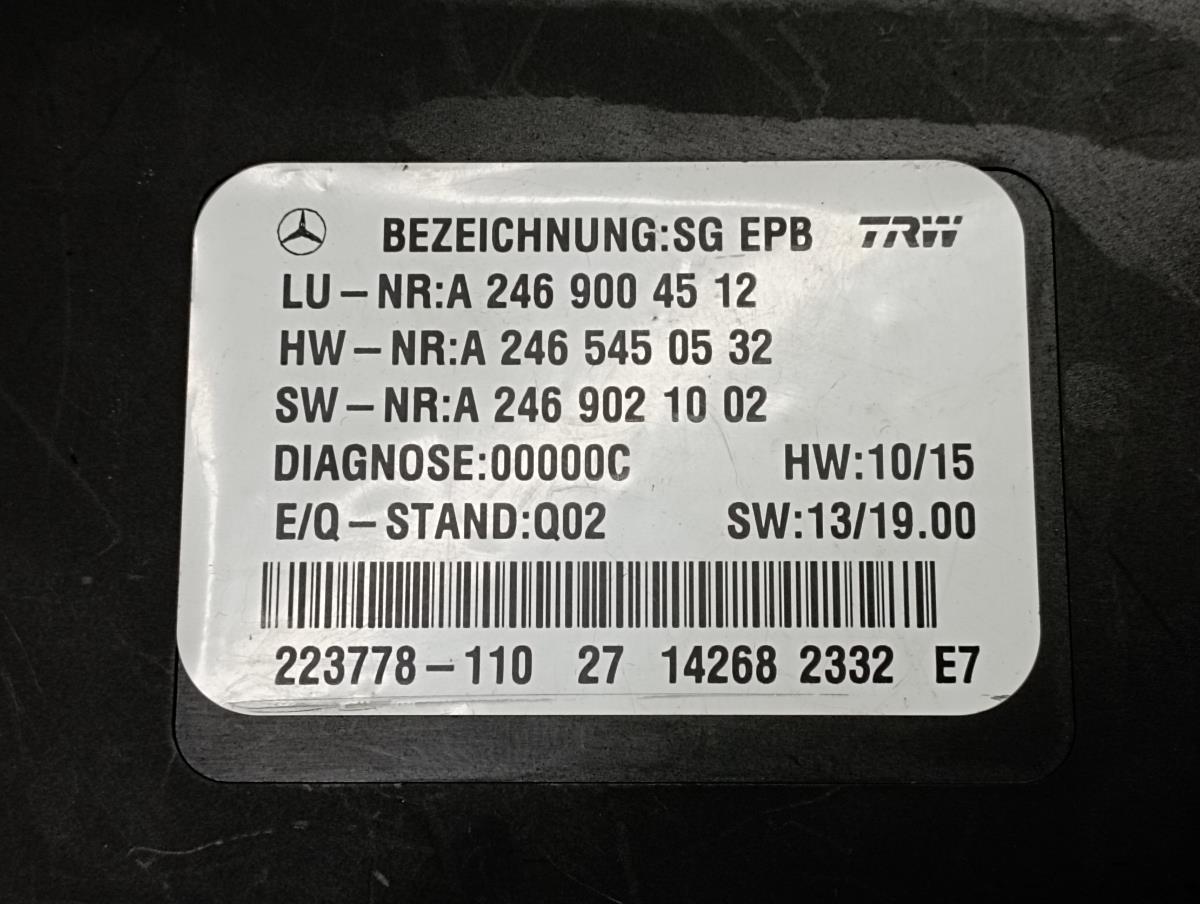 BEZEICHNUNG:SG EPB TRW
LU-NR:A 246 900 45 12
HW-NR:A 246 545 05 32
SW-NR:A 246 902 10 02
DIAGNOSE:00000C HW:10/15
E/Q-STAND:Q02 SW:13/19.00
223778-110 27 14268 2332 E7